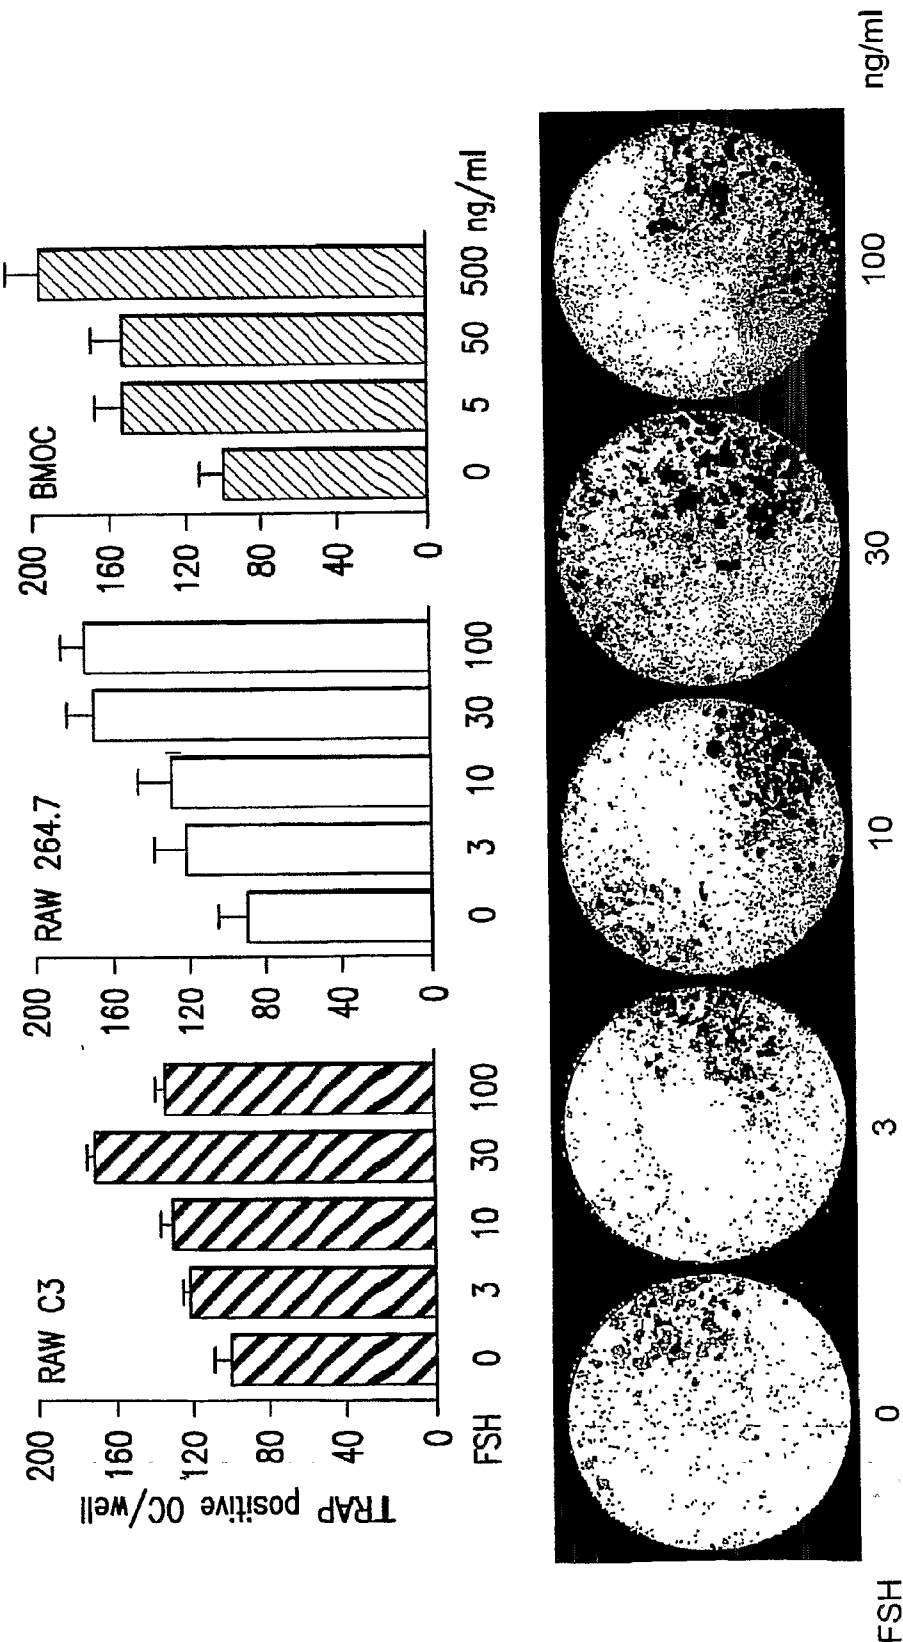 TRAP positive OC/well
RAW C3
200
160
120
80
40
0
FSH 0 3 10 30 100
RAW 264.7
200
160
120
80
40
0
0 3 10 30 100
BMOC
200
160
120
80
40
0
0 5 50 500 ng/ml
FSH 0 3 10 30 100 ng/ml